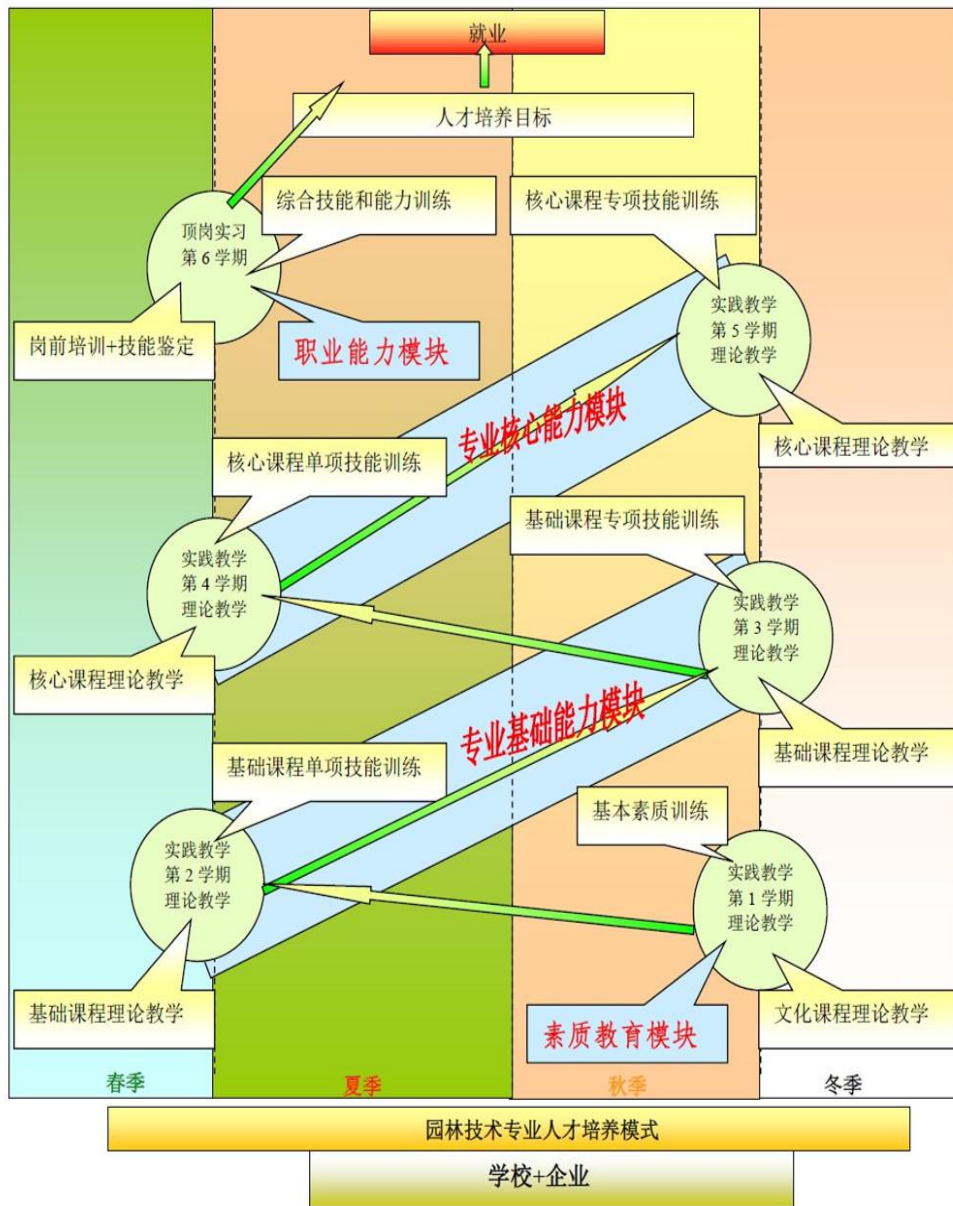 就业
人才培养目标
综合技能和能力训练
核心课程专项技能训练
顶岗实习
第 6 学期
实践教学
第 5 学期
理论教学
岗前培训+技能鉴定
职业能力模块
专业核心能力模块
核心课程单项技能训练
核心课程理论教学
基础课程专项技能训练
实践教学
第 4 学期
理论教学
实践教学
第 3 学期
理论教学
核心课程理论教学
专业基础能力模块
基础课程单项技能训练
基础课程理论教学
基本素质训练
实践教学
第 2 学期
理论教学
实践教学
第 1 学期
理论教学
基础课程理论教学
素质教育模块
文化课程理论教学
春季
夏季
秋季
冬季
园林技术专业人才培养模式
学校+企业